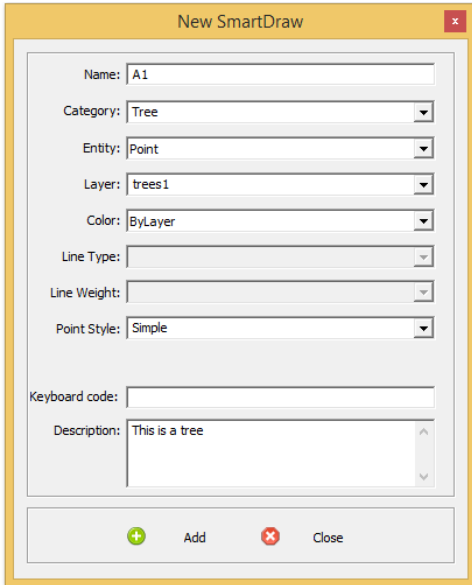 New SmartDraw
x
Name: A1
Category: Tree
Entity: Point
Layer: trees1
Color: ByLayer
Line Type:
Line Weight:
Point Style: Simple
Keyboard code:
Description: This is a tree
Add Close